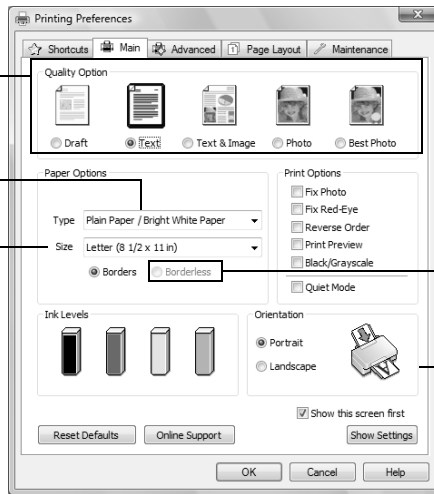 Printing Preferences
Shortcuts Main Advanced Page Layout Maintenance
Quality Option
Draft Text Text & Image Photo Best Photo
Paper Options
Type Plain Paper / Bright White Paper
Size Letter (8 1/2 x 11 in)
Borders Borderless
Print Options
Fix Photo
Fix Red-Eye
Reverse Order
Print Preview
Black/Grayscale
Quiet Mode
Ink Levels
Orientation
Portrait
Landscape
Show this screen first
Reset Defaults Online Support Show Settings
OK Cancel Help